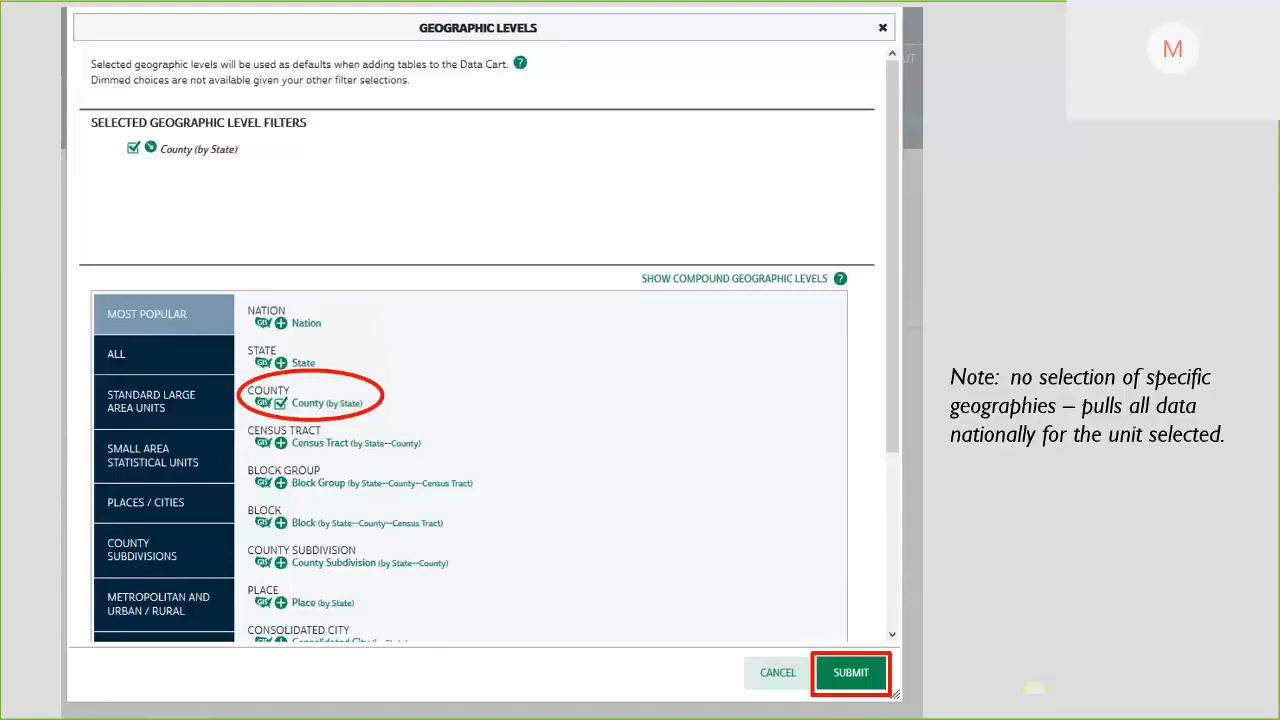 GEOGRAPHIC LEVELS
Selected geographic levels will be used as defaults when adding tables to the Data Cart. ?
Dimmed choices are not available given your other filter selections.
SELECTED GEOGRAPHIC LEVEL FILTERS
County (by State)
SHOW COMPOUND GEOGRAPHIC LEVELS ?
MOST POPULAR
ALL
STANDARD LARGE
AREA UNITS
SMALL AREA
STATISTICAL UNITS
PLACES / CITIES
COUNTY
SUBDIVISIONS
METROPOLITAN AND
URBAN / RURAL
NATION
Nation
STATE
State
COUNTY
County (by State)
CENSUS TRACT
Census Tract (by State--County)
BLOCK GROUP
Block Group (by State--County--Census Tract)
BLOCK
Block (by State--County--Census Tract)
COUNTY SUBDIVISION
County Subdivision (by State--County)
PLACE
Place (by State)
CONSOLIDATED CITY
CANCEL
SUBMIT
M
Note: no selection of specific
geographies – pulls all data
nationally for the unit selected.